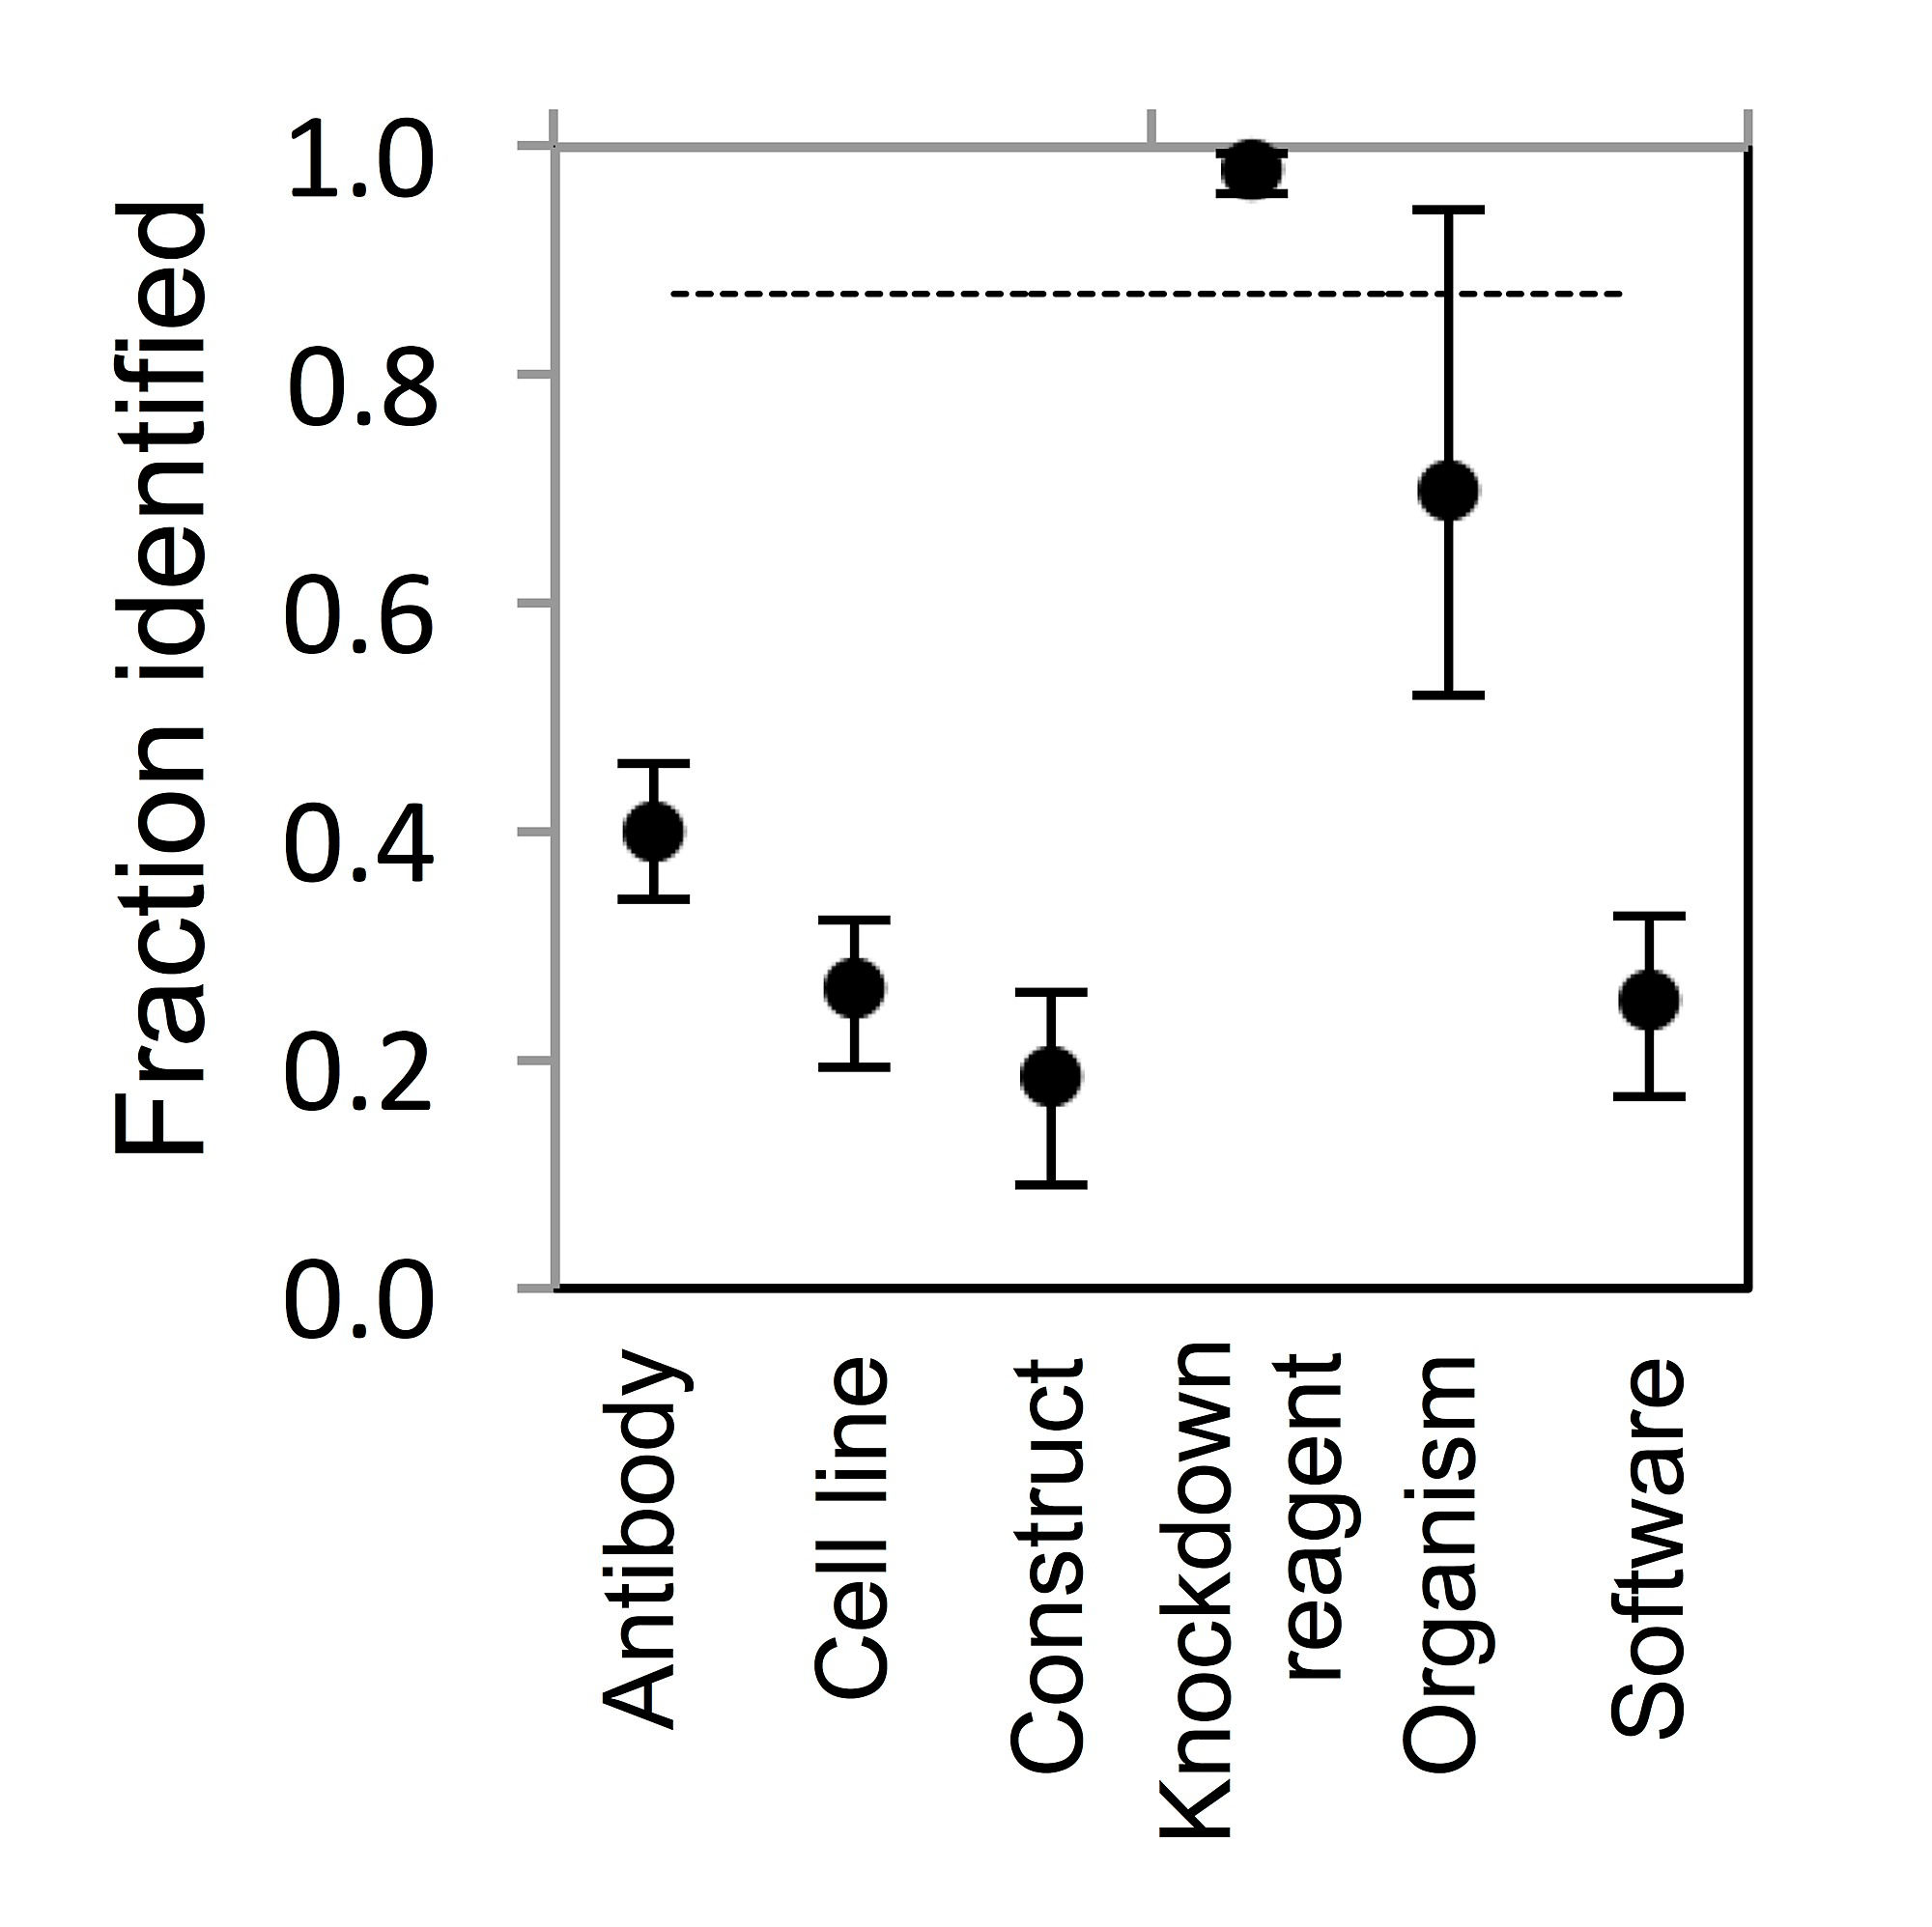 Fraction identified
1.0
0.8
0.6
0.4
0.2
0.0
Antibody
Cell line
Construct
Knockdown
reagent
Organism
Software